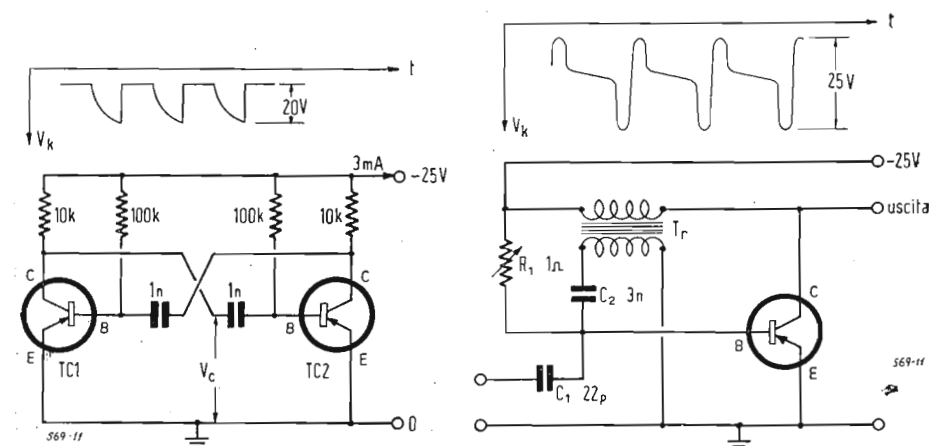 t
20V
Vk
3mA
-25V
10k
100k
100k
10k
C
1n
1n
C
B
B
E
TC1
Vc
E
TC2
0
569-11
t
25V
Vk
-25V
uscita
Tr
R1 1Ω
C2 3n
C
B
E
C1 22p
569-11